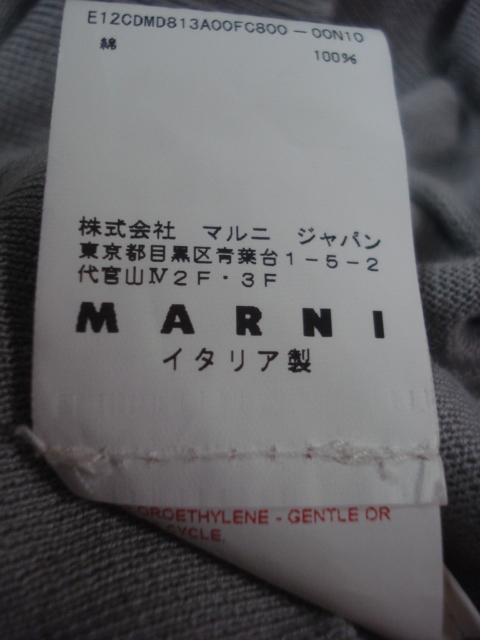 E12CDMD813A00FC800-00N10
綿 100%
株式会社 マルニ ジャパン
東京都目黒区青葉台1-5-2
代官山Ⅳ2F・3F
MARNI
イタリア製
OROETHYLENE - GENTLE OR
CYCLE.